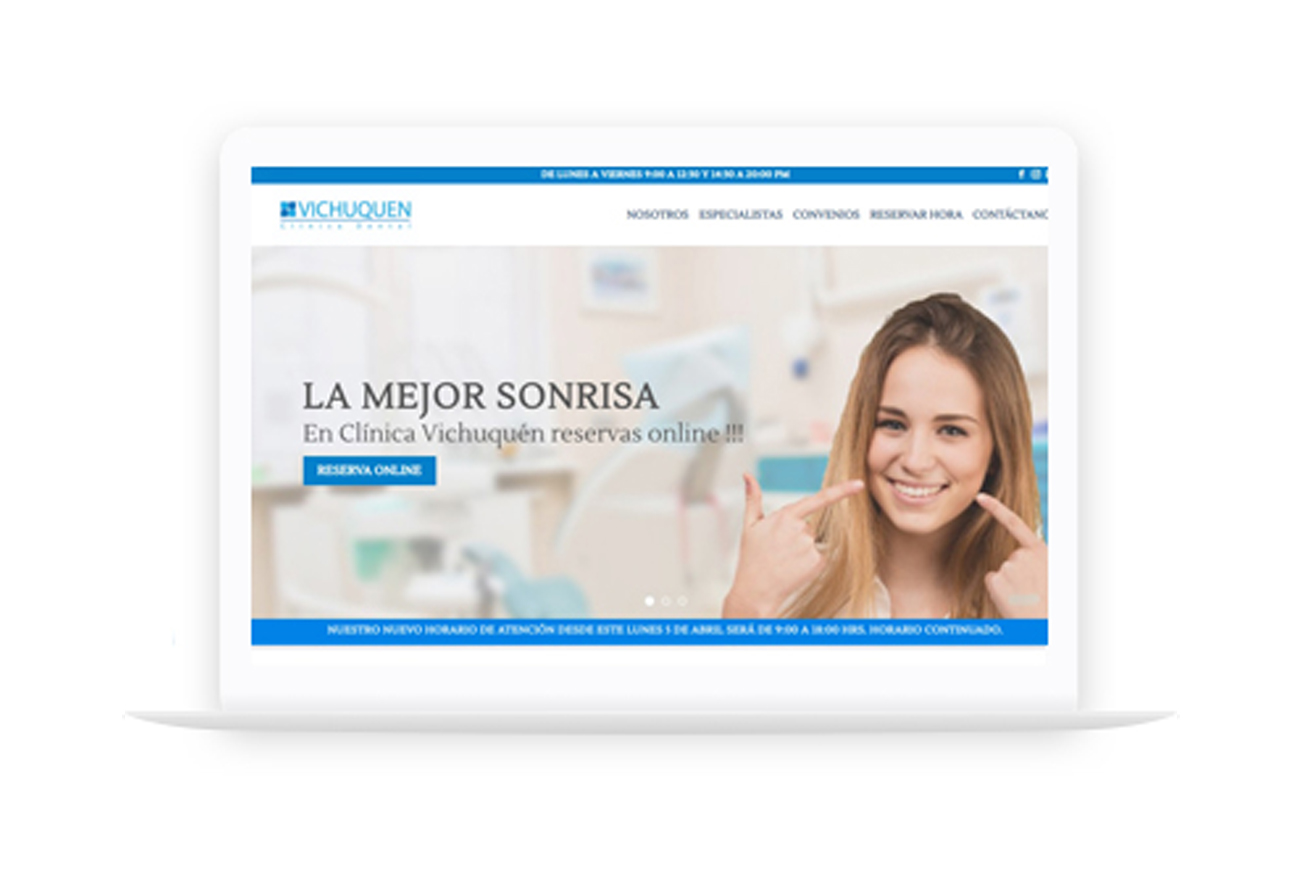 DE LUNES A VIERNES 9:00 A 12:30 Y 14:30 A 20:00 PM
VICHUQUEN
Clínica Dental
NOSOTROS ESPECIALISTAS CONVENIOS RESERVAR HORA CONTÁCTANO
LA MEJOR SONRISA
En Clínica Vichuquén reservas online !!!
RESERVA ONLINE
NUESTRO NUEVO HORARIO DE ATENCIÓN DESDE ESTE LUNES 5 DE ABRIL SERÁ DE 9:00 A 18:00 HRS. HORARIO CONTINUADO.